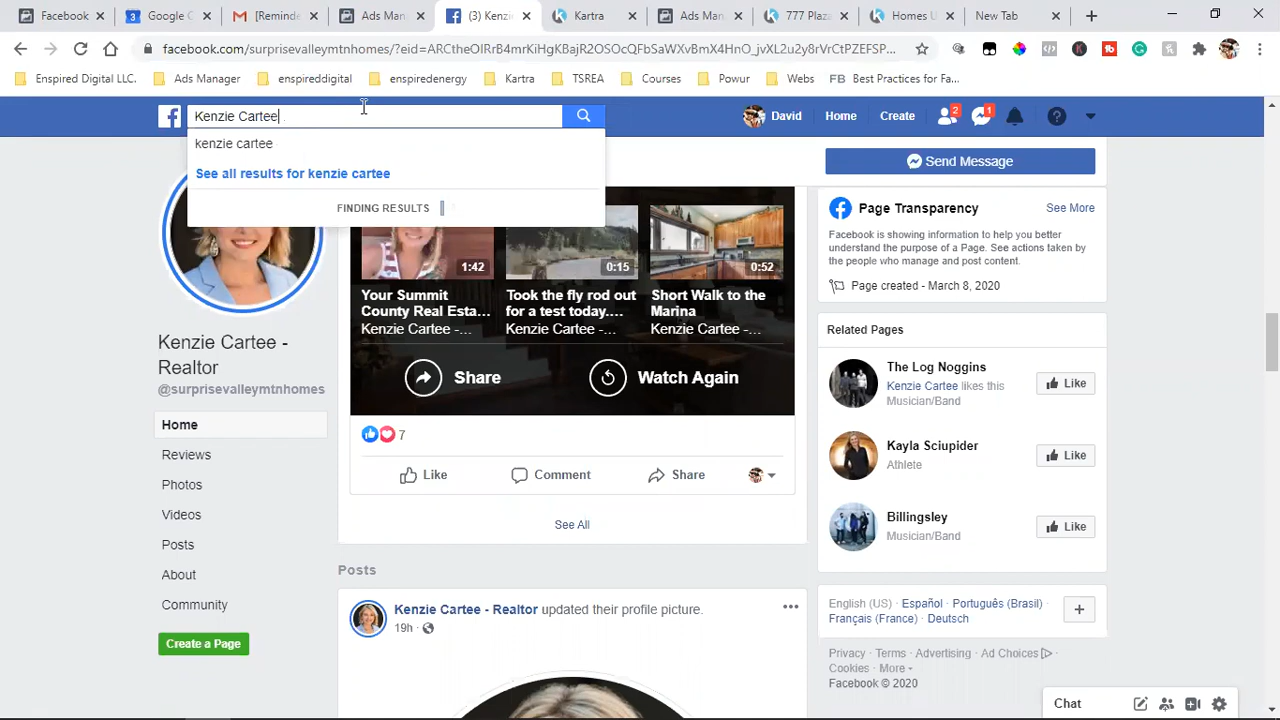 Facebook
Google C
[Reminde
Ads Mana
(3) Kenzie
Kartra
Ads Mana
777 Plaza
Homes U
New Tab
facebook.com/surprisevalleymtnhomes/?eid=
Enspired Digital LLC.
Ads Manager
enspireddigital
enspiredenergy
Kartra
TSREA
Courses
Powur
Webs
FB Best Practices for Fa...
Kenzie Cartee
David
Home
Create
2
1
kenzie cartee
See all results for kenzie cartee
FINDING RESULTS
Send Message
Kenzie Cartee -
Realtor
@surprisevalleymtnhomes
Home
Reviews
Photos
Videos
Posts
About
Community
Create a Page
1:42
0:15
0:52
Your Summit
County Real Esta...
Kenzie Cartee -...
Took the fly rod out
for a test today....
Kenzie Cartee -...
Short Walk to the
Marina
Kenzie Cartee -...
Share
Watch Again
7
Like
Comment
Share
See All
Posts
Kenzie Cartee - Realtor updated their profile picture.
19h
Page Transparency
See More
Facebook is showing information to help you better
understand the purpose of a Page. See actions taken by
the people who manage and post content.
Page created - March 8, 2020
Related Pages
The Log Noggins
Kenzie Cartee likes this
Musician/Band
Like
Kayla Sciupider
Athlete
Like
Billingsley
Musician/Band
Like
English (US) · Español · Português (Brasil) ·
Français (France) · Deutsch
Privacy · Terms · Advertising · Ad Choices ·
Cookies · More
Facebook © 2020
Chat